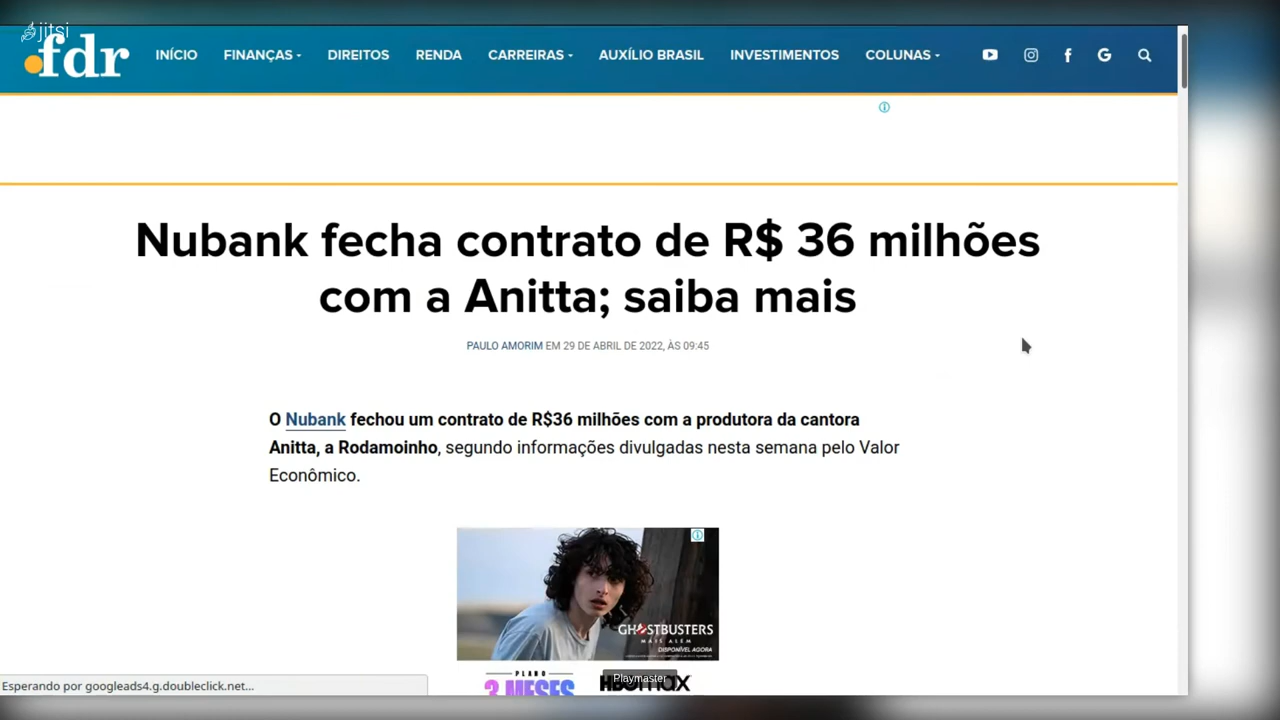 jitsi
fdr
INÍCIO
FINANÇAS
DIREITOS
RENDA
CARREIRAS
AUXÍLIO BRASIL
INVESTIMENTOS
COLUNAS
Nubank fecha contrato de R$ 36 milhões
com a Anitta; saiba mais
PAULO AMORIM EM 29 DE ABRIL DE 2022, ÀS 09:45
O Nubank fechou um contrato de R$36 milhões com a produtora da cantora
Anitta, a Rodamoinho, segundo informações divulgadas nesta semana pelo Valor
Econômico.
GHOSTBUSTERS
MAIS ALÉM
DISPONÍVEL AGORA
PLANO
3 MESES
HBOmax
Playmaster
Esperando por googleads4.g.doubleclick.net...